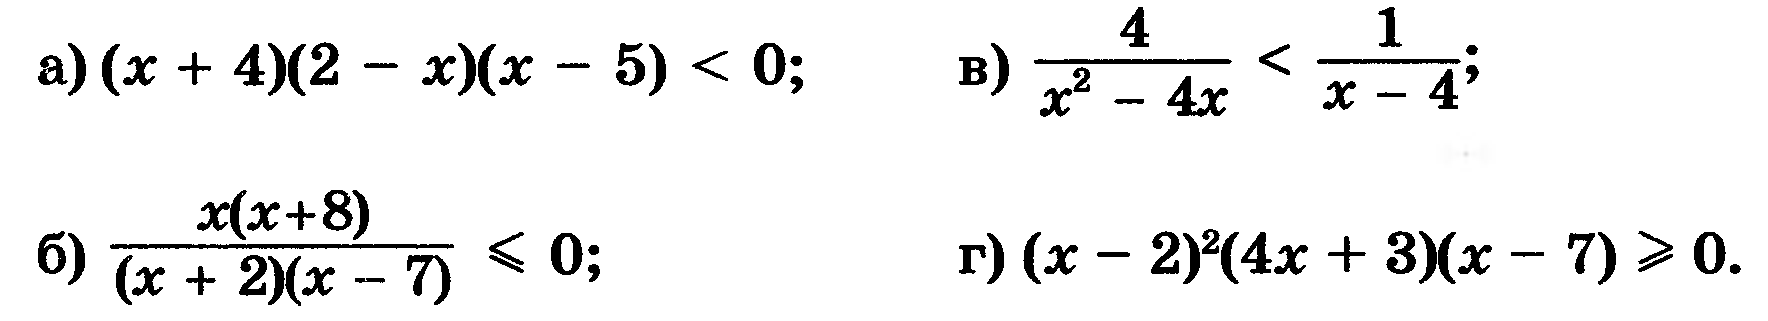 а) (x + 4)(2 − x)(x − 5) < 0;
б) x(x+8) / (x + 2)(x − 7) ⩽ 0;
в) 4 / x² − 4x < 1 / x − 4;
г) (x − 2)²(4x + 3)(x − 7) ⩾ 0.